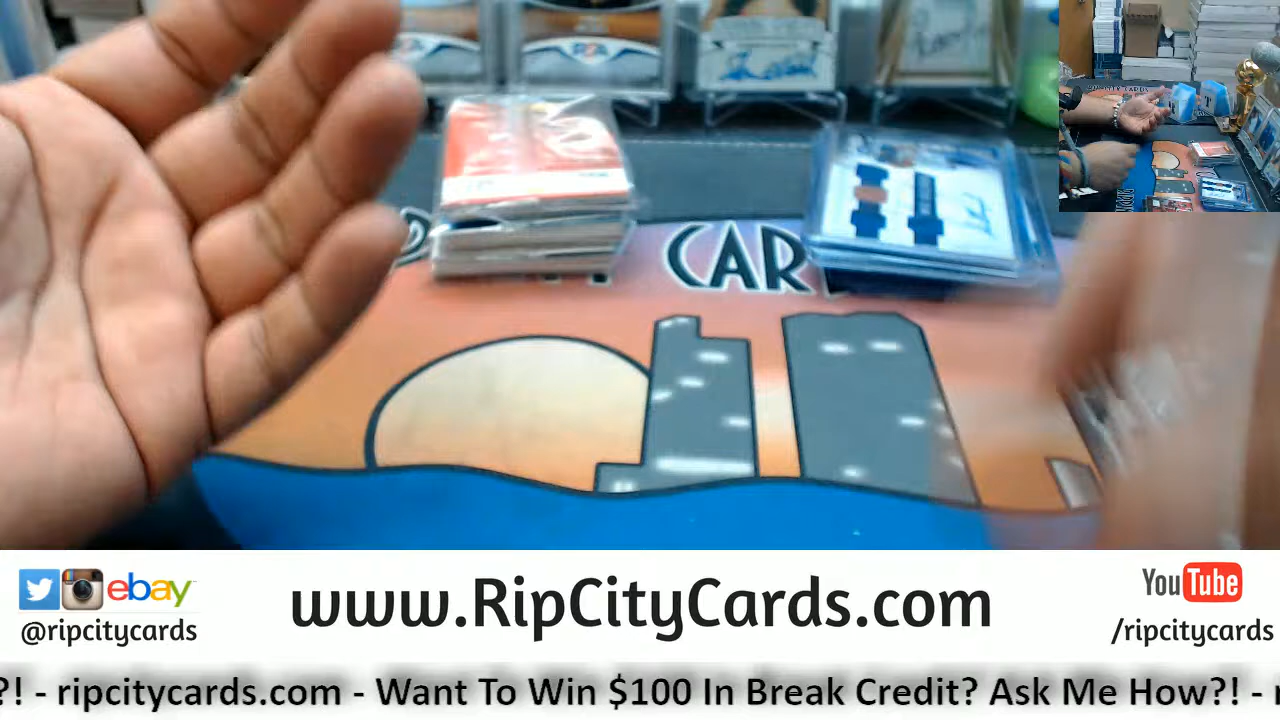 CAR
ebay
@ripcitycards
www.RipCityCards.com
YouTube
/ripcitycards
?! - ripcitycards.com - Want To Win $100 In Break Credit? Ask Me How?! -